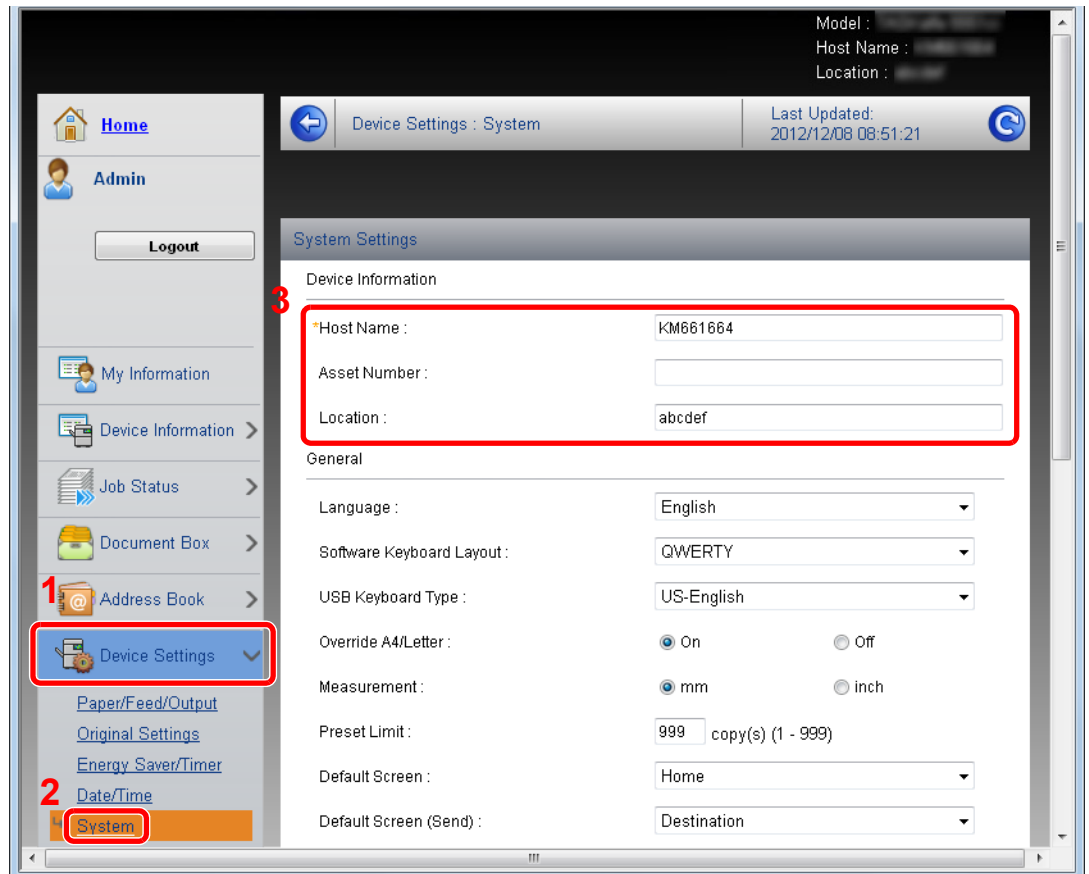 Model :
Host Name :
Location :
Home
Device Settings : System
Last Updated:
2012/12/08 08:51:21
Admin
Logout
System Settings
Device Information
3
*Host Name :
KM661664
Asset Number :
Location :
abcdef
My Information
Device Information
Job Status
Document Box
1
Address Book
Device Settings
Paper/Feed/Output
Original Settings
Energy Saver/Timer
Date/Time
2
System
General
Language :
English
Software Keyboard Layout :
QWERTY
USB Keyboard Type :
US-English
Override A4/Letter :
On
Off
Measurement :
mm
inch
Preset Limit :
999 copy(s) (1 - 999)
Default Screen :
Home
Default Screen (Send) :
Destination